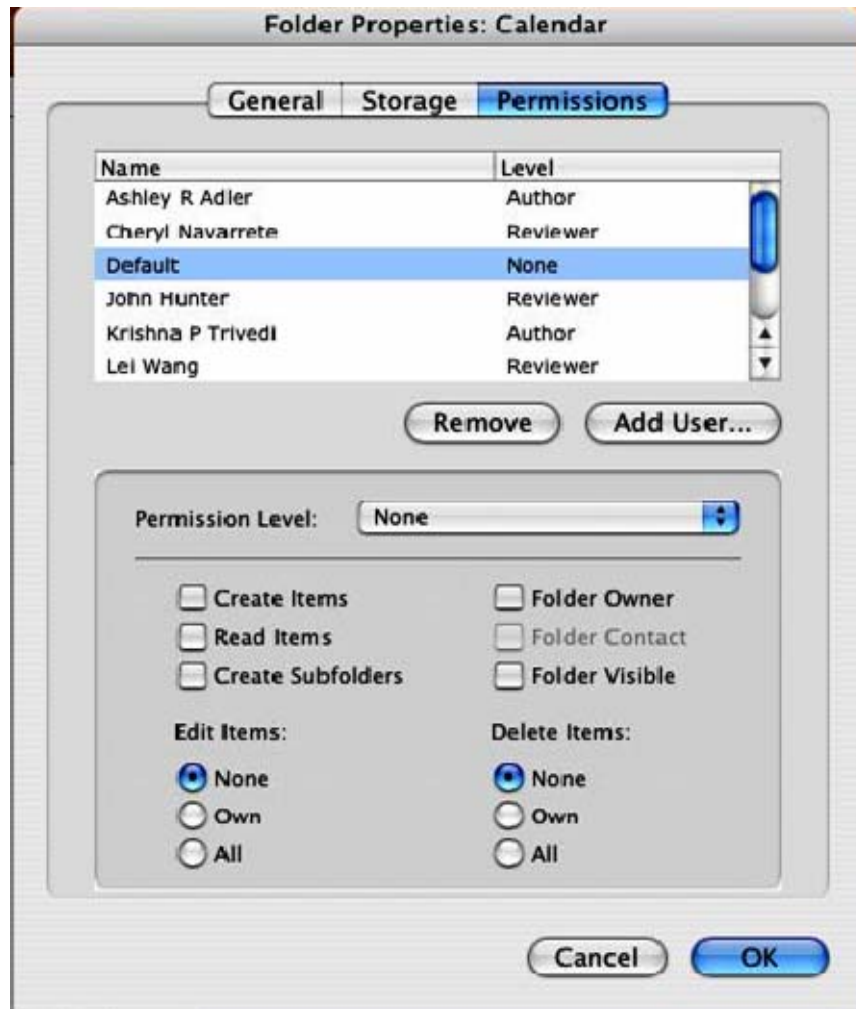 Folder Properties: Calendar
General Storage Permissions
Name Level
Ashley R Adler Author
Cheryl Navarrete Reviewer
Default None
John Hunter Reviewer
Krishna P Trivedi Author
Lei Wang Reviewer
Remove Add User...
Permission Level: None
Create Items Folder Owner
Read Items Folder Contact
Create Subfolders Folder Visible
Edit Items: Delete Items:
None None
Own Own
All All
Cancel OK